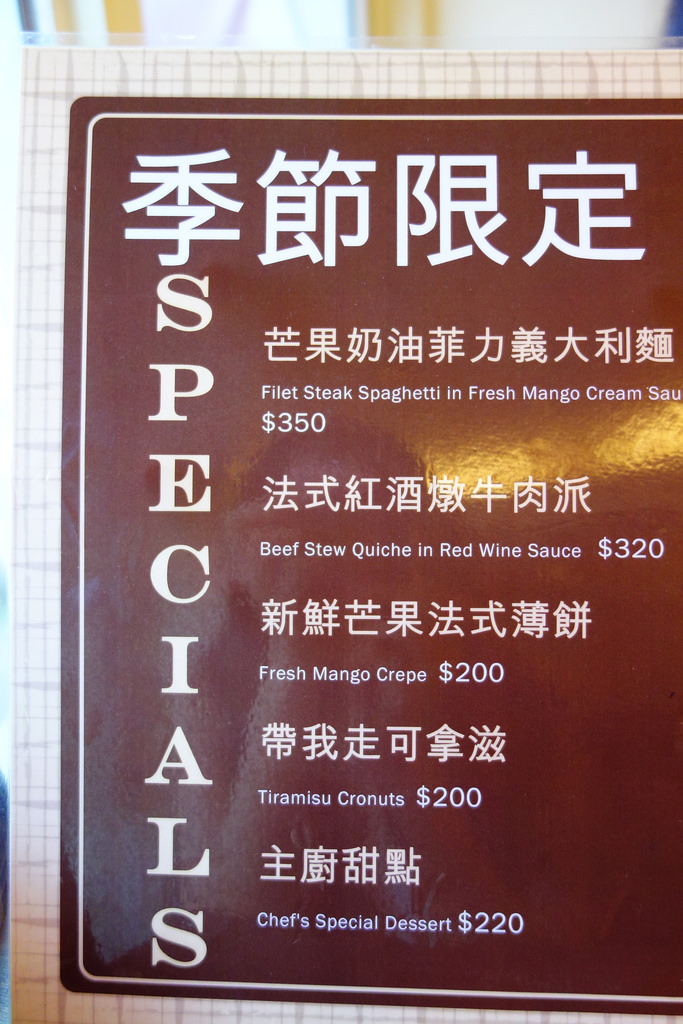 季節限定
SPECIALS
芒果奶油菲力義大利麵
Filet Steak Spaghetti in Fresh Mango Cream
$350
法式紅酒燉牛肉派
Beef Stew Quiche in Red Wine Sauce $320
新鮮芒果法式薄餅
Fresh Mango Crepe $200
帶我走可拿滋
Tiramisu Cronuts $200
主廚甜點
Chef's Special Dessert $220